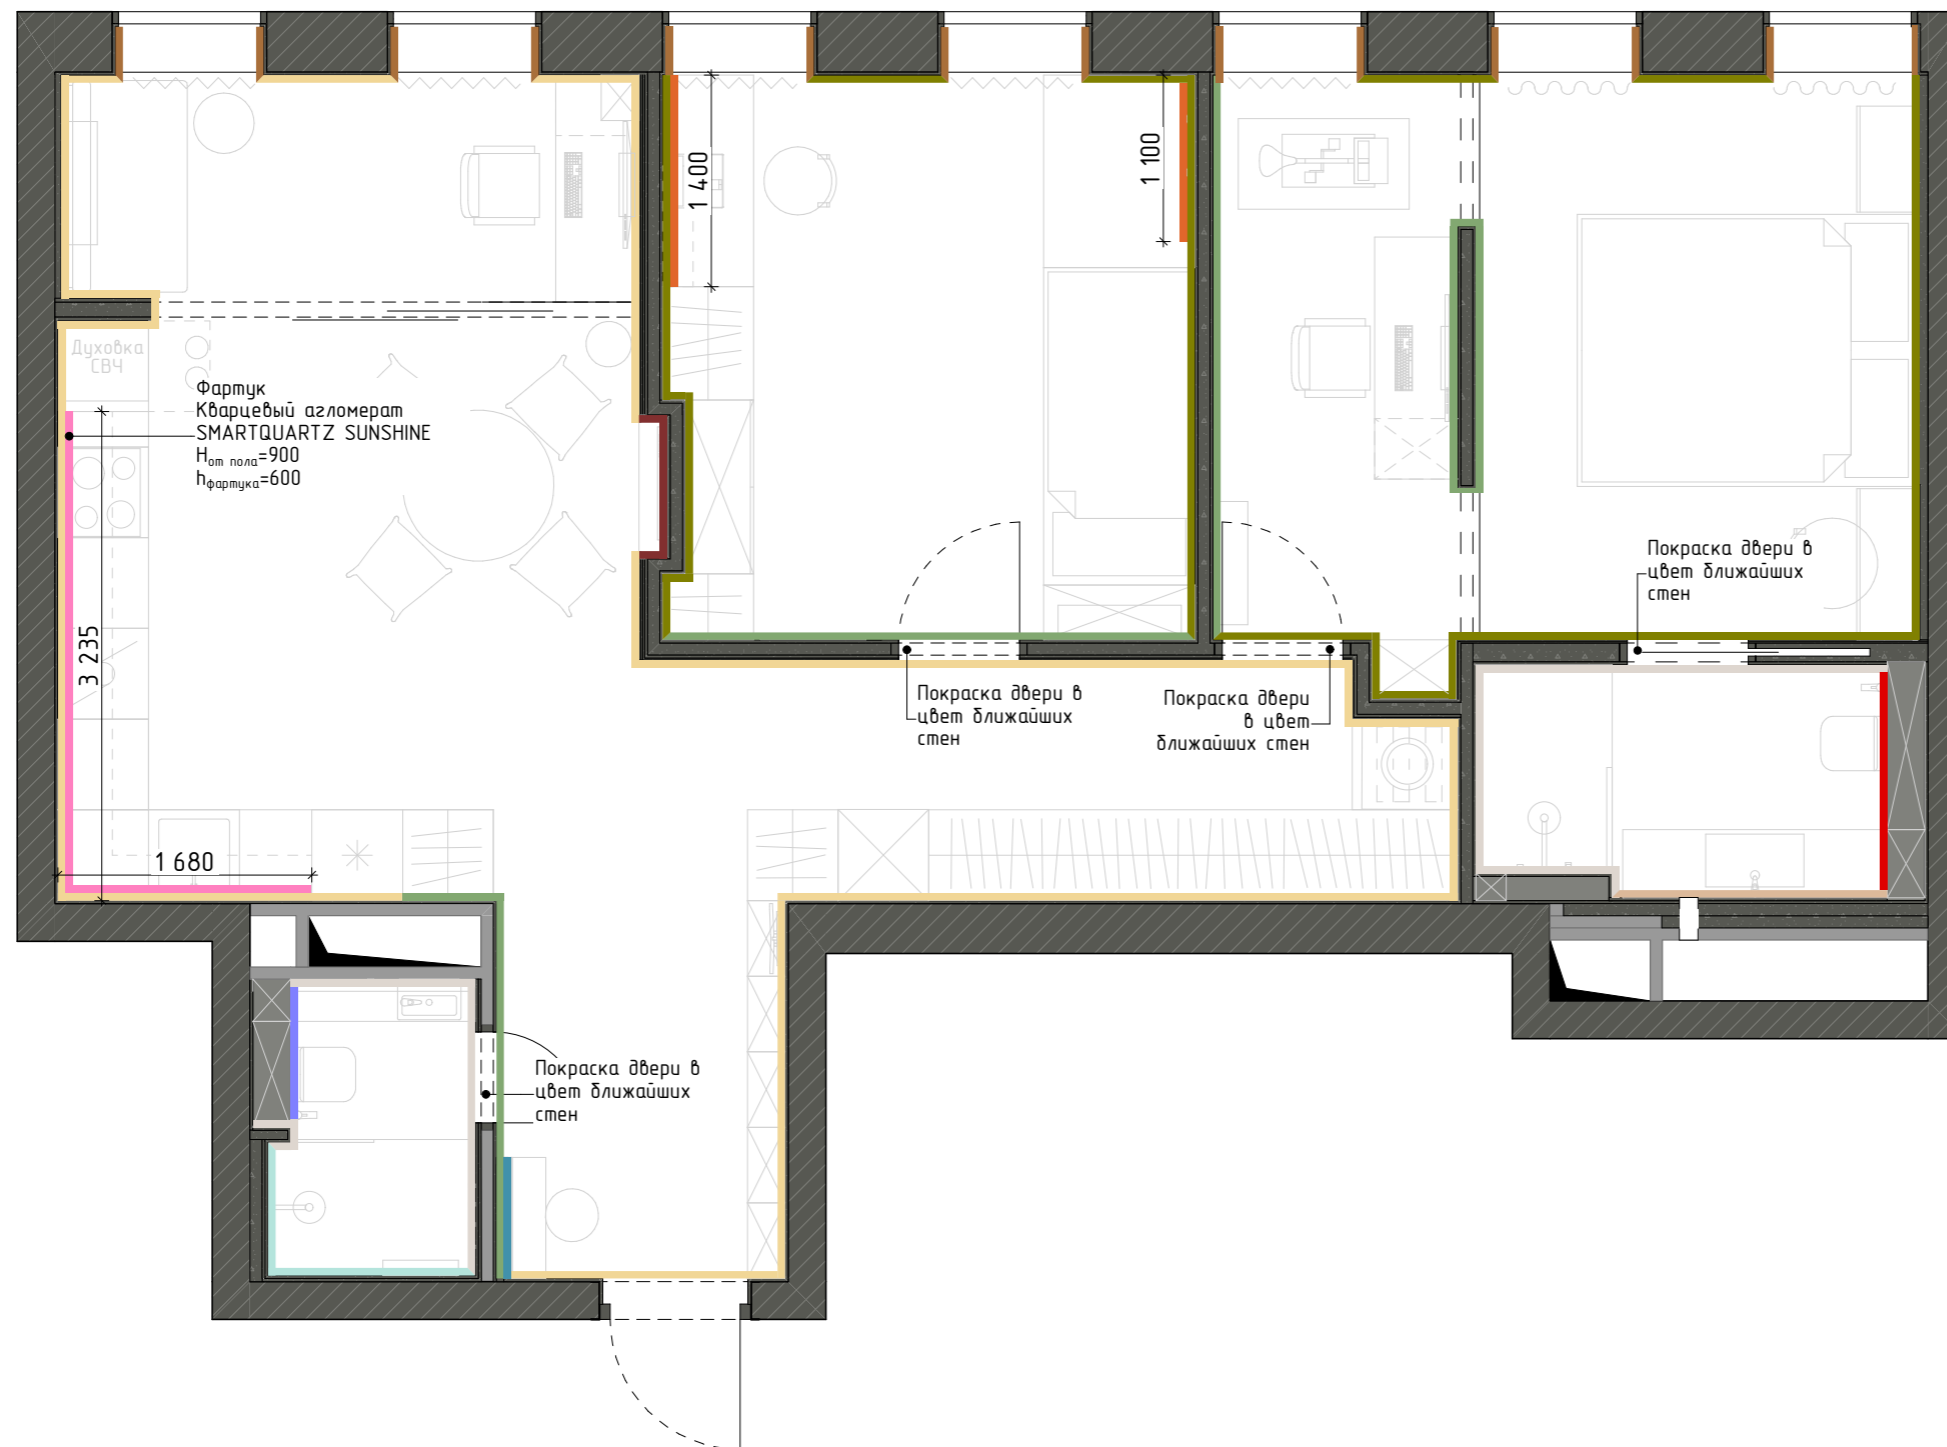 1 400
1 100
Духовка
СВЧ
Фартук
Кварцевый агломерат
SMARTQUARTZ SUNSHINE
Hот пола=900
hфартука=600
3 235
1 680
Покраска двери в
цвет ближайших
стен
Покраска двери
в цвет
ближайших стен
Покраска двери в
цвет ближайших
стен
Покраска двери в
цвет ближайших
стен